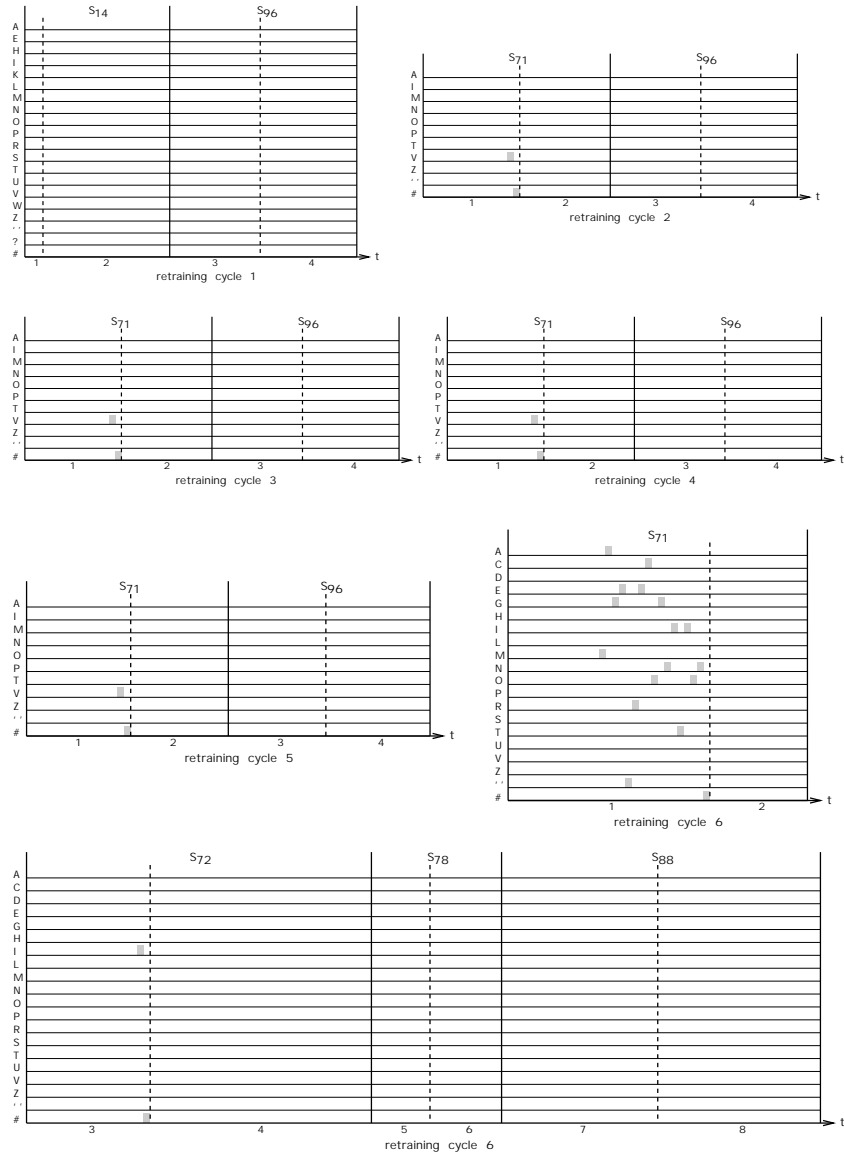 S14 S96
A
E
H
I
K
L
M
N
O
P
R
S
T
U
V
W
Z
' '
?
#
1 2 3 4 t
retraining cycle 1
S71 S96
A
I
M
N
O
P
T
V
Z
' '
#
1 2 3 4 t
retraining cycle 2
S71 S96
A
I
M
N
O
P
T
V
Z
' '
#
1 2 3 4 t
retraining cycle 3
S71 S96
A
I
M
N
O
P
T
V
Z
' '
#
1 2 3 4 t
retraining cycle 4
S71 S96
A
I
M
N
O
P
T
V
Z
' '
#
1 2 3 4 t
retraining cycle 5
S71
A
C
D
E
G
H
I
L
M
N
O
P
R
S
T
U
V
Z
' '
#
1 2 t
retraining cycle 6
S72 S78 S88
A
C
D
E
G
H
I
L
M
N
O
P
R
S
T
U
V
Z
' '
#
3 4 5 6 7 8 t
retraining cycle 6